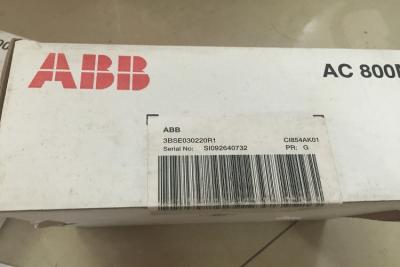 ABB
AC 800M
ABB
3BSE030220R1 CI854AK01
Serial No: SI092640732 PR: G